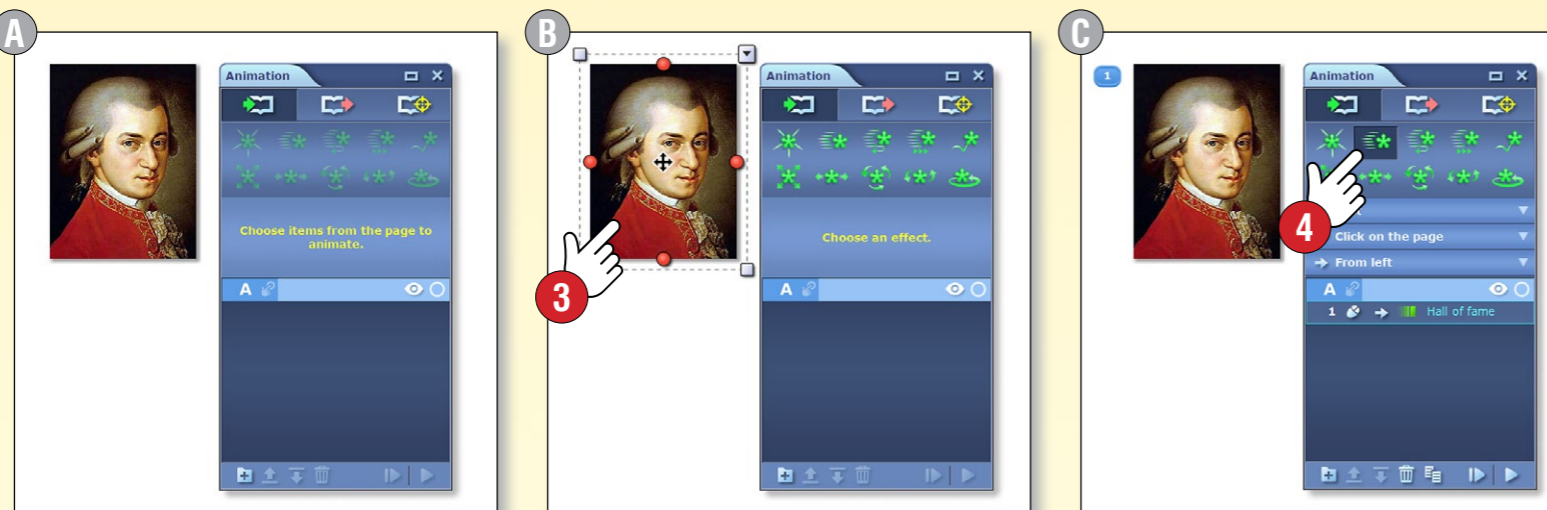 A
Animation
Choose items from the page to
animate.
A
B
Animation
Choose an effect.
A
3
C
1
Animation
4
Click on the page
From left
A
1 Hall of fame